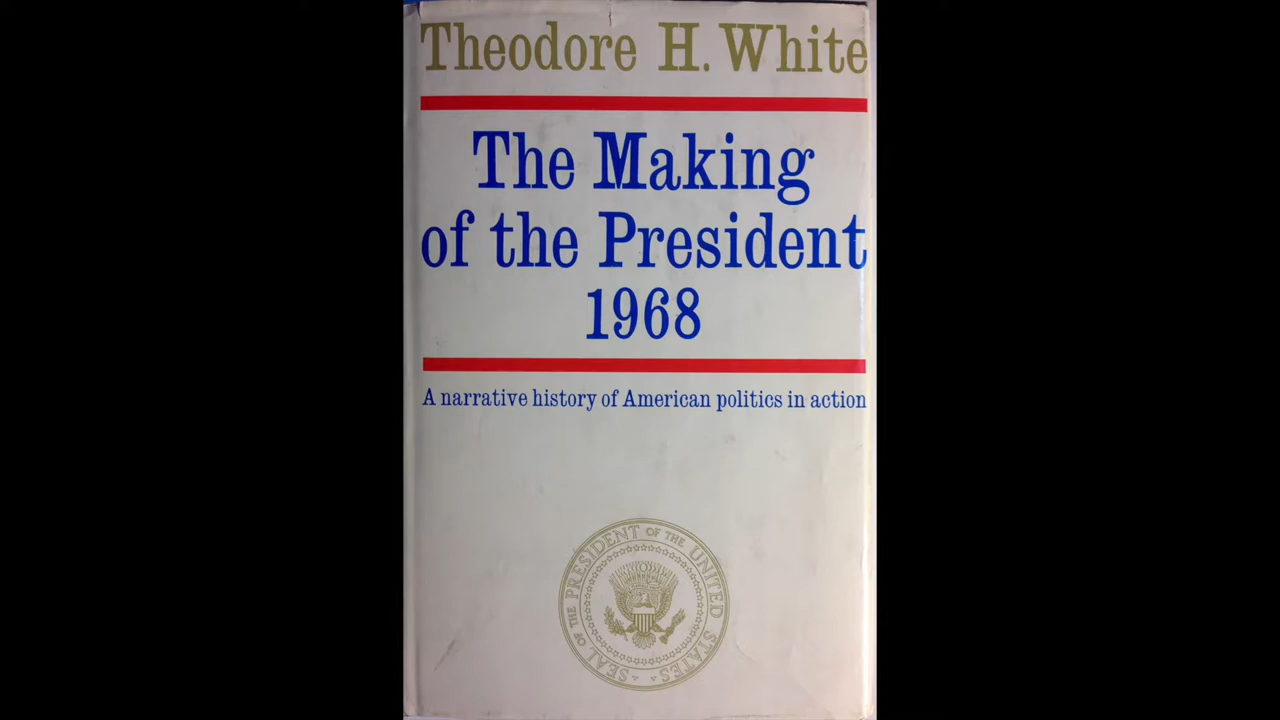 Theodore H. White
The Making
of the President
1968
A narrative history of American politics in action
SEAL OF THE PRESIDENT OF THE UNITED STATES